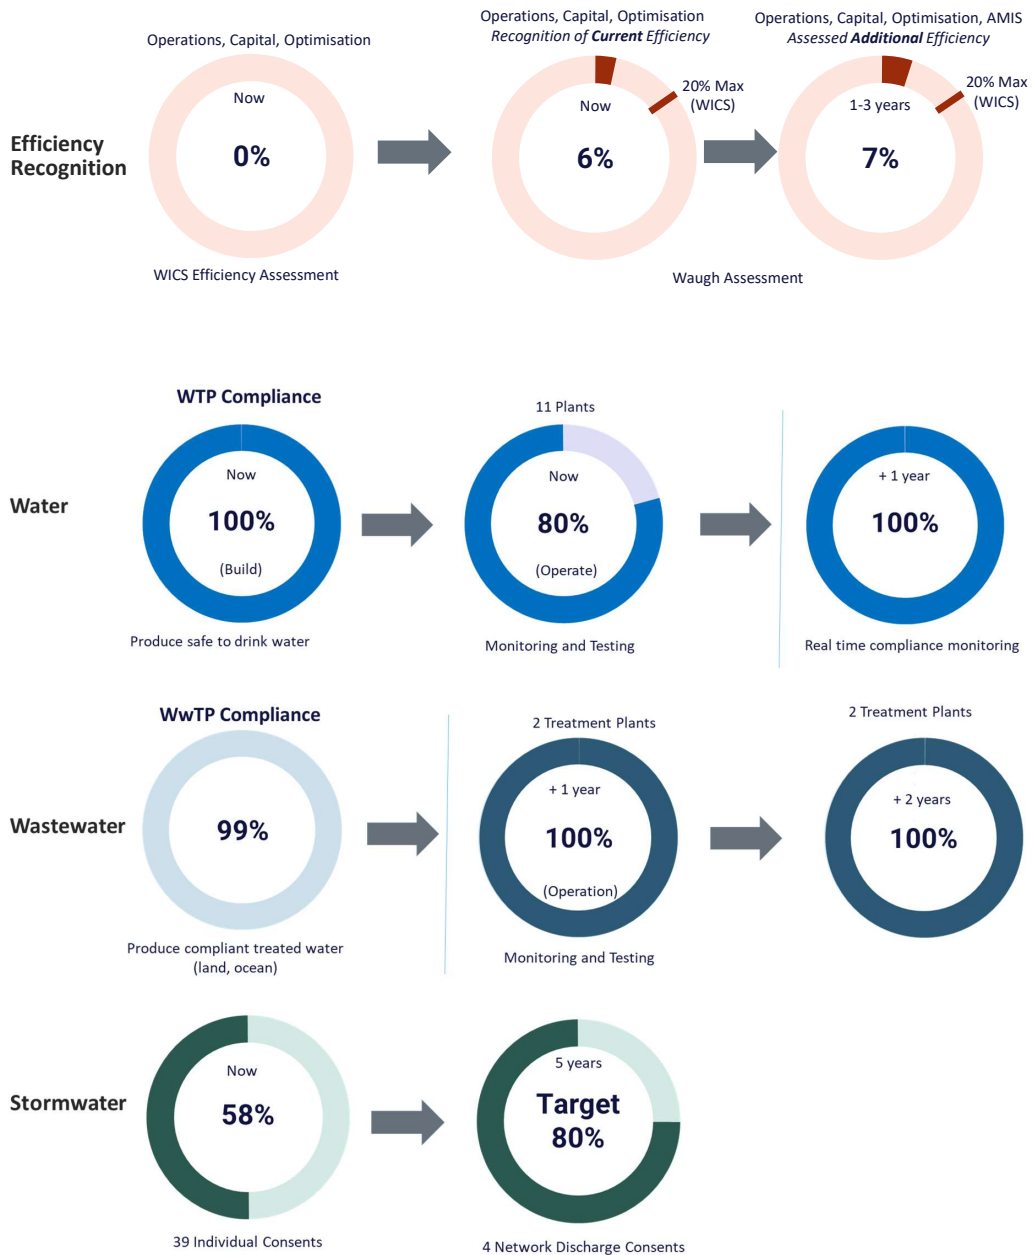 Operations, Capital, Optimisation
Now
0%
WICS Efficiency Assessment
Efficiency
Recognition
Operations, Capital, Optimisation
Recognition of Current Efficiency
Now
6%
20% Max
(WICS)
Operations, Capital, Optimisation, AMIS
Assessed Additional Efficiency
1-3 years
7%
20% Max
(WICS)
Waugh Assessment
Water
WTP Compliance
Now
100%
(Build)
Produce safe to drink water
11 Plants
Now
80%
(Operate)
Monitoring and Testing
+ 1 year
100%
Real time compliance monitoring
Wastewater
WwTP Compliance
99%
Produce compliant treated water
(land, ocean)
2 Treatment Plants
+ 1 year
100%
(Operation)
Monitoring and Testing
2 Treatment Plants
+ 2 years
100%
Stormwater
Now
58%
39 Individual Consents
5 years
Target
80%
4 Network Discharge Consents